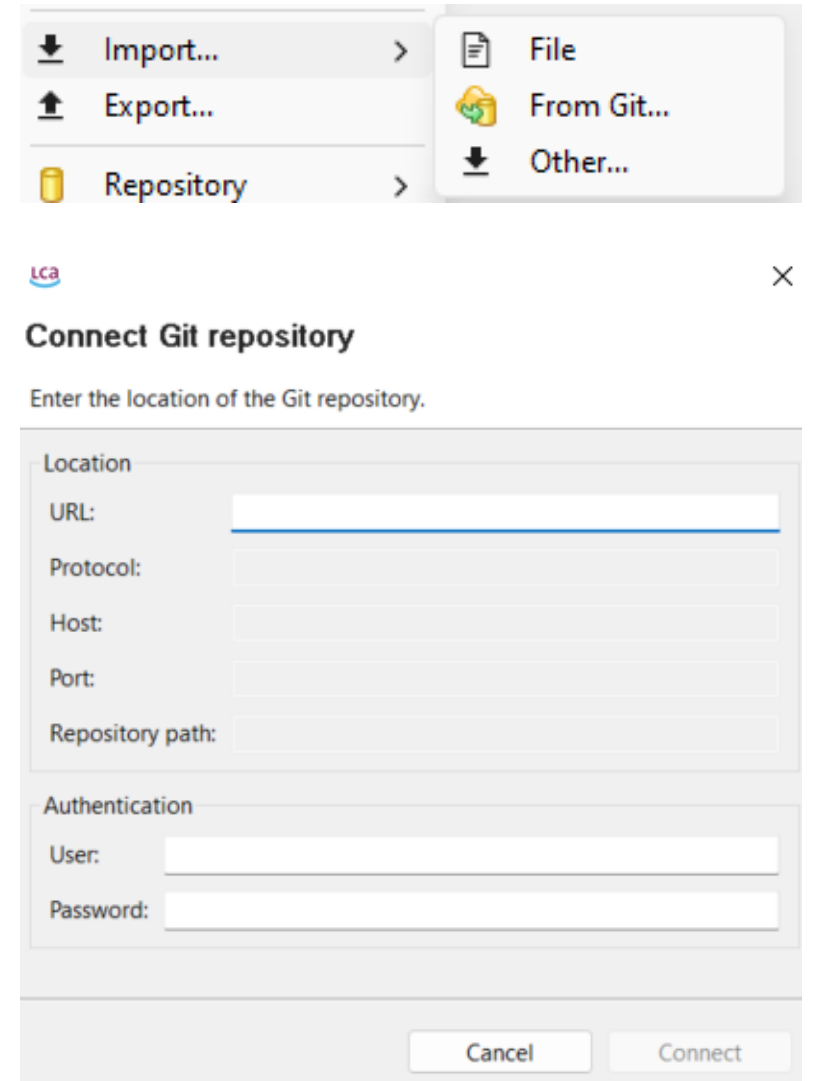 Import... > File
Export... From Git...
Other...
Repository >
LCA
Connect Git repository
Enter the location of the Git repository.
Location
URL:
Protocol:
Host:
Port:
Repository path:
Authentication
User:
Password:
Cancel Connect